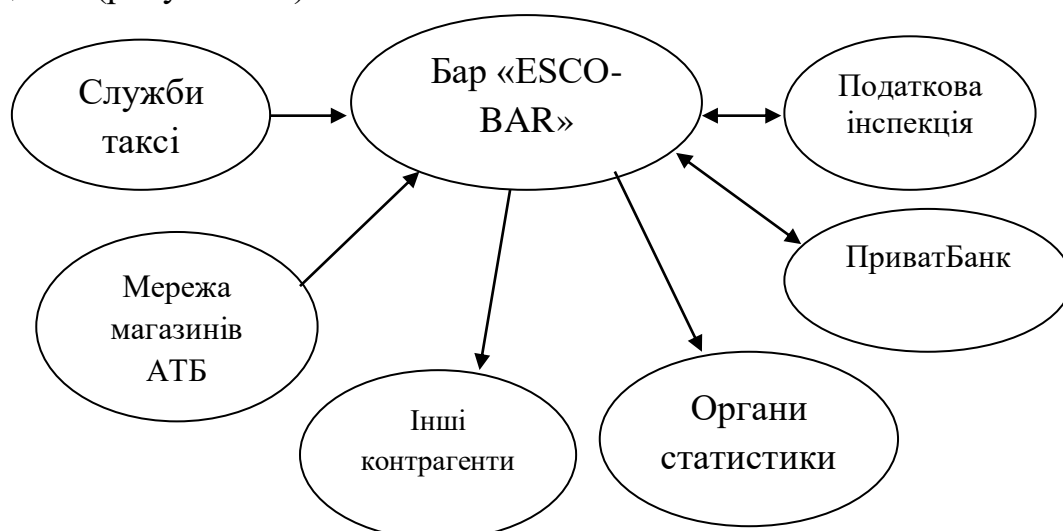 Бар «ESCO-
BAR»
Служби
таксі
Податкова
інспекція
ПриватБанк
Мережа
магазинів
АТБ
Інші
контрагенти
Органи
статистики